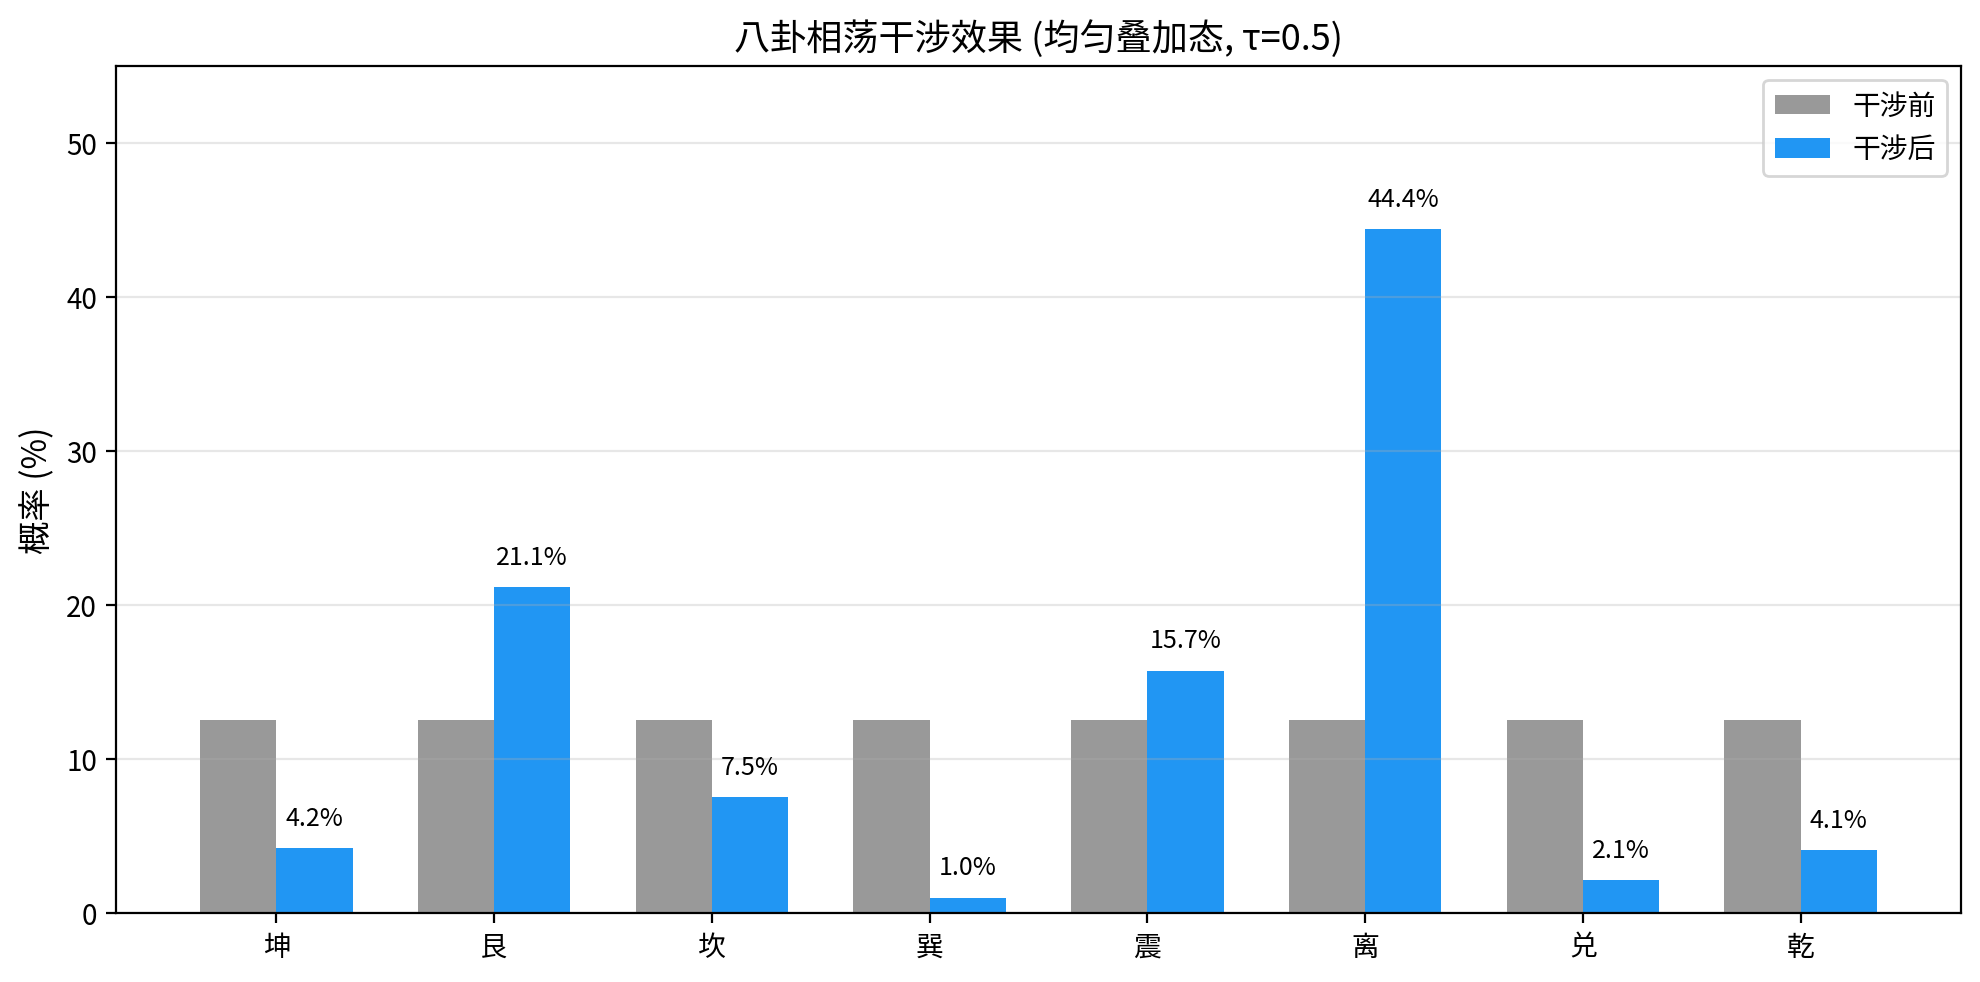 八卦相荡干涉效果 (均匀叠加态, τ=0.5)
干涉前
干涉后
概率 (%)
50
40
30
20
10
0
4.2%
21.1%
7.5%
1.0%
15.7%
44.4%
2.1%
4.1%
坤
艮
坎
巽
震
离
兑
乾